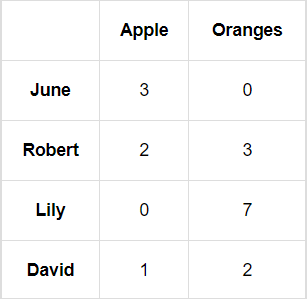 Apple Oranges
June 3 0
Robert 2 3
Lily 0 7
David 1 2